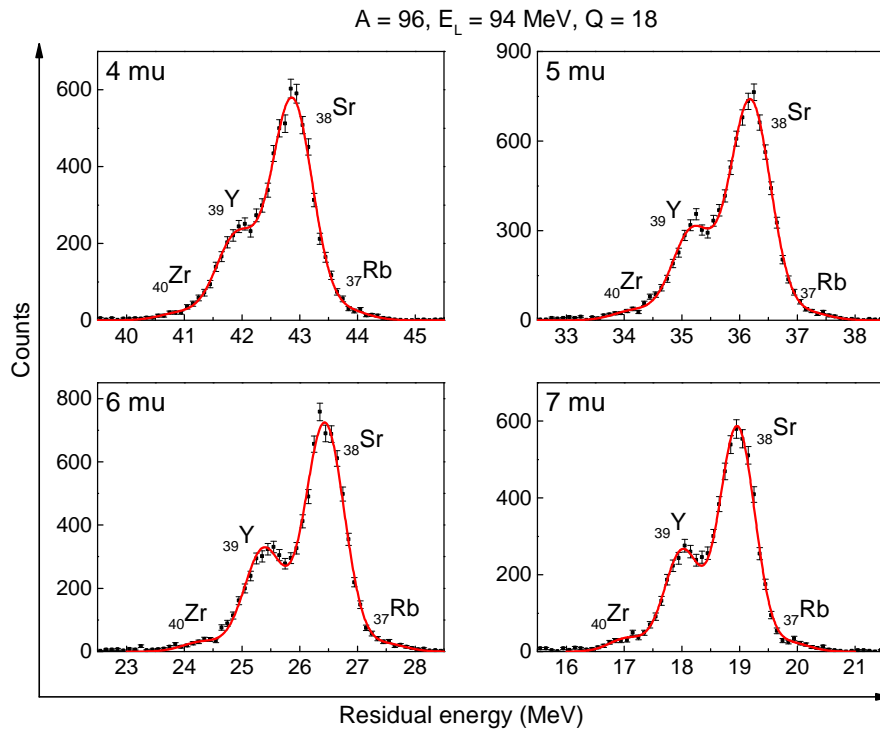 A = 96, E_L = 94 MeV, Q = 18
4 mu
600
400
200
0
40 41 42 43 44 45
₄₀Zr
₃₉Y
₃₈Sr
₃₇Rb
5 mu
900
600
300
0
33 34 35 36 37 38
₄₀Zr
₃₉Y
₃₈Sr
₃₇Rb
6 mu
800
600
400
200
0
23 24 25 26 27 28
₄₀Zr
₃₉Y
₃₈Sr
₃₇Rb
7 mu
600
400
200
0
16 17 18 19 20 21
₄₀Zr
₃₉Y
₃₈Sr
₃₇Rb
Counts
Residual energy (MeV)